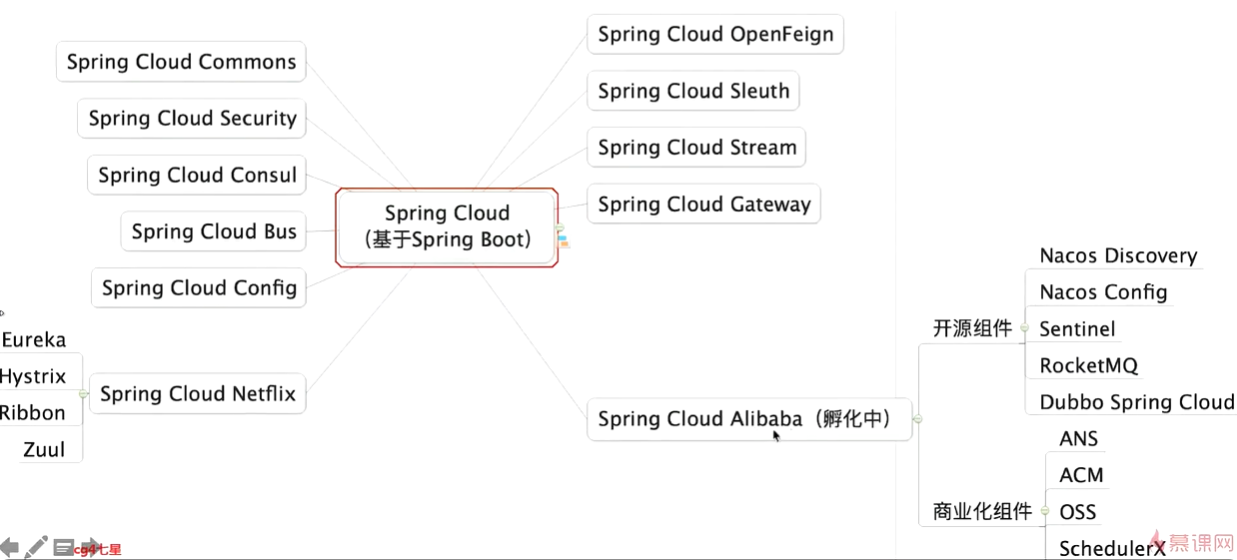 Spring Cloud OpenFeign
Spring Cloud Commons
Spring Cloud Sleuth
Spring Cloud Security
Spring Cloud Stream
Spring Cloud Consul
Spring Cloud Gateway
Spring Cloud
(基于Spring Boot)
Spring Cloud Bus
Spring Cloud Config
Eureka
Hystrix
Ribbon
Zuul
Spring Cloud Netflix
Spring Cloud Alibaba（孵化中）
开源组件
Nacos Discovery
Nacos Config
Sentinel
RocketMQ
Dubbo Spring Cloud
商业化组件
ANS
ACM
OSS
SchedulerX
慕课网
cg4七星